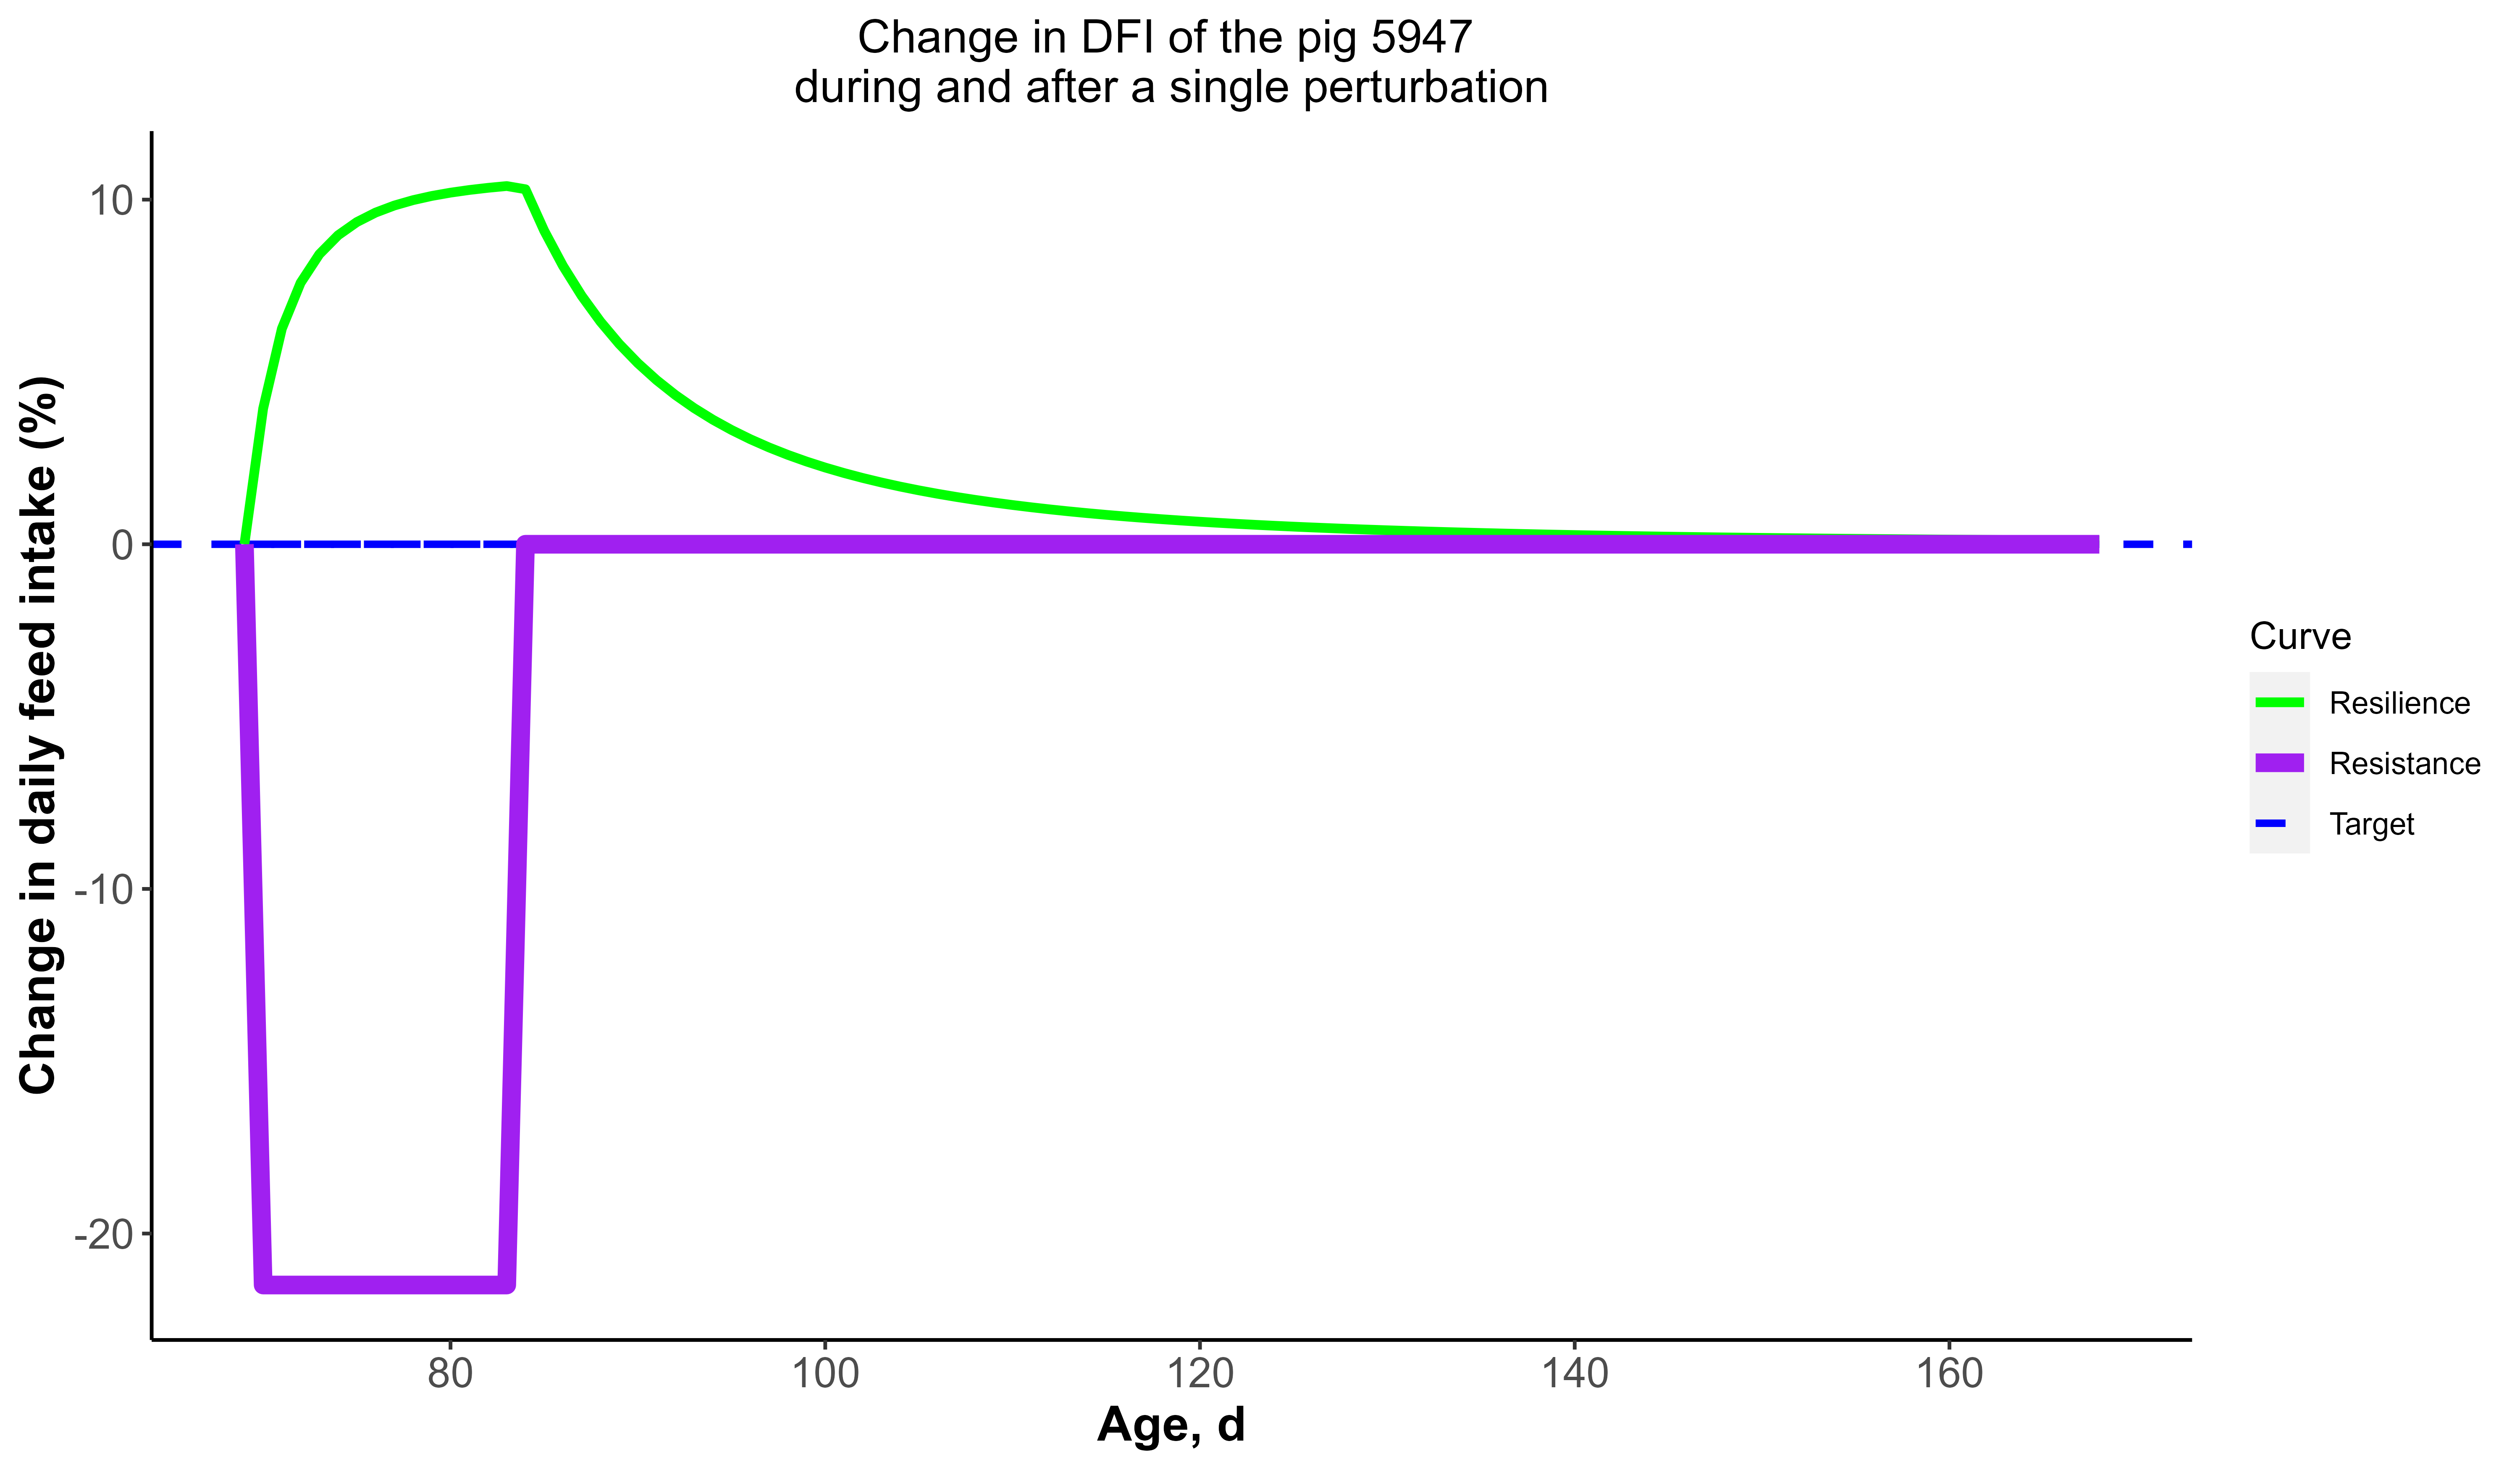 Change in DFI of the pig 5947
during and after a single perturbation
Change in daily feed intake (%)
10
0
-10
-20
80
100
120
140
160
Age, d
Curve
Resilience
Resistance
Target